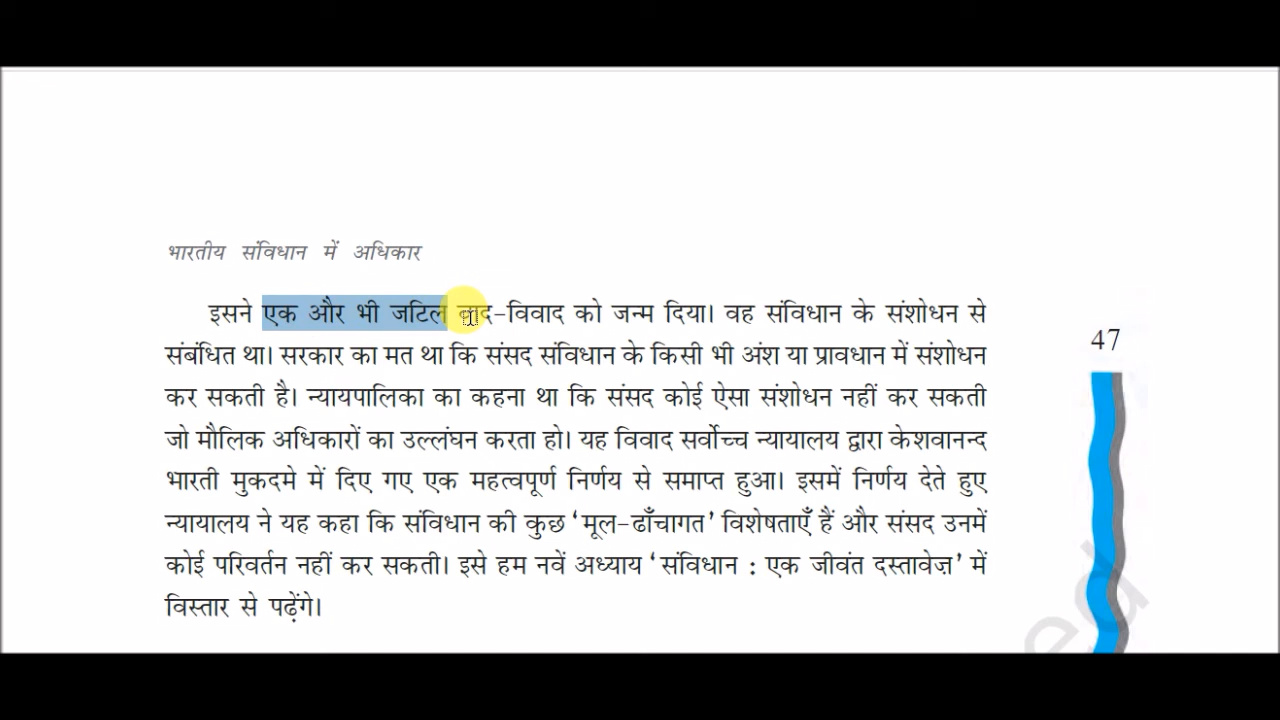 भारतीय संविधान में अधिकार
इसने एक और भी जटिल वाद-विवाद को जन्म दिया। वह संविधान के संशोधन से
47
संबंधित था। सरकार का मत था कि संसद संविधान के किसी भी अंश या प्रावधान में संशोधन
कर सकती है। न्यायपालिका का कहना था कि संसद कोई ऐसा संशोधन नहीं कर सकती
जो मौलिक अधिकारों का उल्लंघन करता हो। यह विवाद सर्वोच्च न्यायालय द्वारा केशवानन्द
भारती मुकदमे में दिए गए एक महत्वपूर्ण निर्णय से समाप्त हुआ। इसमें निर्णय देते हुए
न्यायालय ने यह कहा कि संविधान की कुछ ‘मूल-ढाँचागत’ विशेषताएँ हैं और संसद उनमें
कोई परिवर्तन नहीं कर सकती। इसे हम नवें अध्याय ‘संविधान : एक जीवंत दस्तावेज़’ में
विस्तार से पढ़ेंगे।
ed